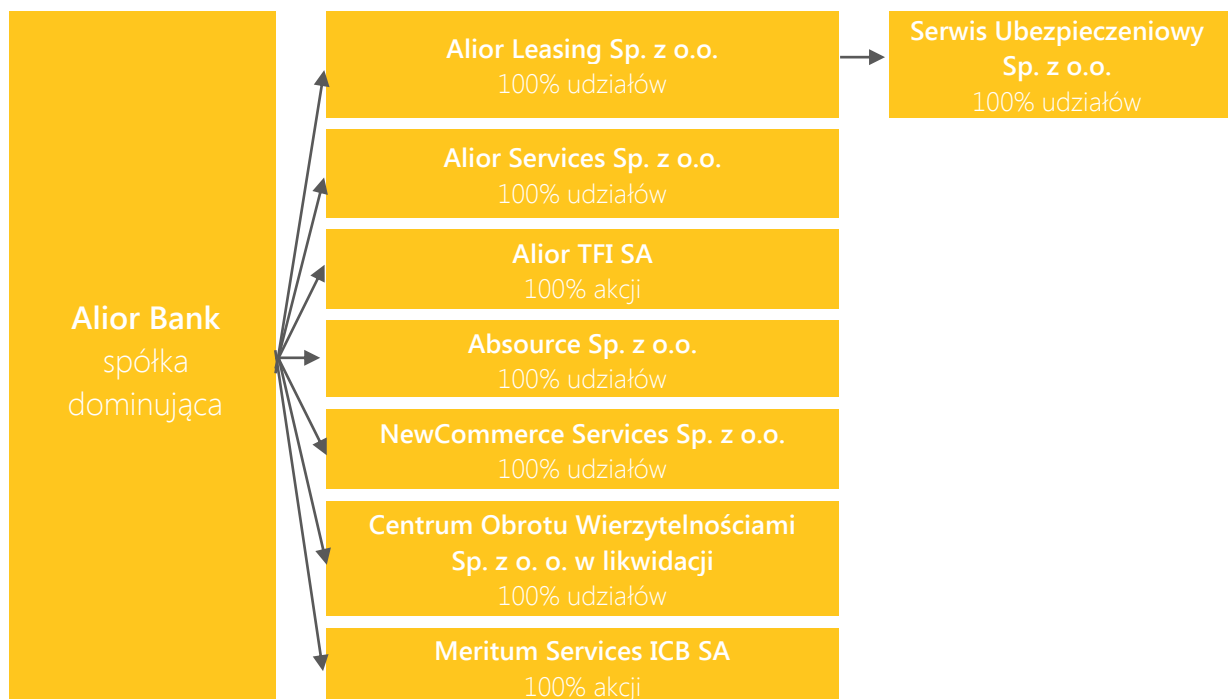 Alior Bank
spółka
dominująca
Alior Leasing Sp. z o.o.
100% udziałów
Serwis Ubezpieczeniowy
Sp. z o.o.
100% udziałów
Alior Services Sp. z o.o.
100% udziałów
Alior TFI SA
100% akcji
Absource Sp. z o.o.
100% udziałów
NewCommerce Services Sp. z o.o.
100% udziałów
Centrum Obrotu Wierzytelnościami
Sp. z o. o. w likwidacji
100% udziałów
Meritum Services ICB SA
100% akcji